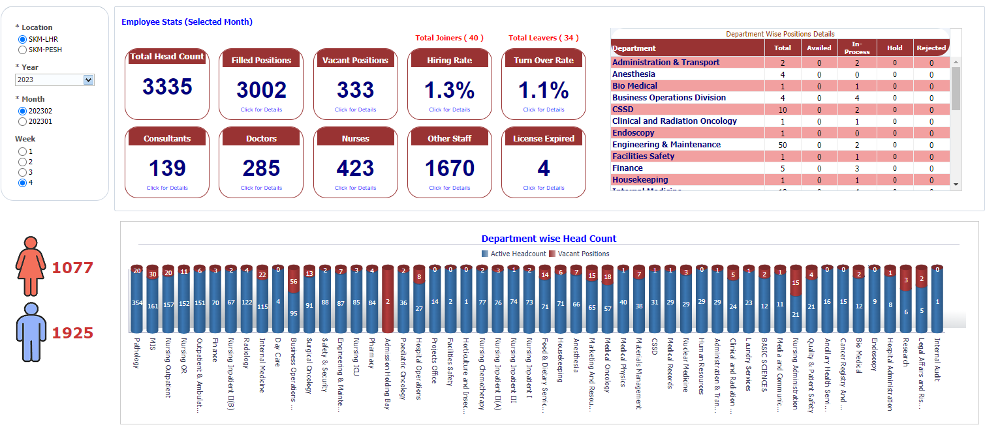 * Location
SKM-LHR
SKM-PESH
* Year
2023
* Month
202302
202301
Week
1
2
3
4
Employee Stats (Selected Month)
Total Joiners ( 40 ) Total Leavers ( 34 )
Total Head Count
3335
Filled Positions
3002
Click for Details
Vacant Positions
333
Click for Details
Hiring Rate
1.3%
Click for Details
Turn Over Rate
1.1%
Click for Details
Consultants
139
Click for Details
Doctors
285
Click for Details
Nurses
423
Click for Details
Other Staff
1670
Click for Details
License Expired
4
Click for Details
Department Wise Positions Details
Department Total Availed In-Process Hold Rejected
Administration & Transport 2 0 2 0 0
Anesthesia 4 0 0 0 0
Bio Medical 1 0 1 0 0
Business Operations Division 4 0 4 0 0
CSSD 10 0 2 0 0
Clinical and Radiation Oncology 1 0 1 0 0
Endoscopy 1 0 0 0 0
Engineering & Maintenance 50 0 2 0 0
Facilities Safety 1 0 1 0 0
Finance 5 0 3 0 0
Housekeeping 1 0 1 0 0
1077
1925
Department wise Head Count
Active Headcount Vacant Positions
20 30 20 11 6 3 2 4 22 0 56 13 2 7 3 4 2 2 8 0 0 0 2 3 1 2 14 6 7 15 18 1 7 1 1 3 0 1 5 1 2 1 15 4 0 0 2 0 1 3 2 0
354 161 157 152 151 70 67 122 115 4 95 91 88 87 85 84 36 27 14 2 1 77 76 74 73 71 71 66 65 57 40 38 31 29 29 29 29 24 23 12 11 21 21 16 15 12 9 8 6 5 1
Pathology
MIS
Nursing Outpatient
Nursing OR
Outpatient & Ambulat...
Finance
Nursing Inpatient II(B)
Radiology
Internal Medicine
Day Care
Business Operations ...
Surgical Oncology
Safety & Security
Engineering & Mainte...
Nursing ICU
Pharmacy
Admission Holding Bay
Paediatric Oncology
Hospital Operations
Projects Office
Facilities Safety
Horticulture and Insec...
Nursing Chemotherapy
Nursing Inpatient II(A)
Nursing Inpatient III
Nursing Inpatient I
Food & Dietary Servic...
Housekeeping
Anesthesia
Marketing And Resou...
Medical Oncology
Medical Physics
Materials Management
CSSD
Medical Records
Nuclear Medicine
Human Resources
Administration & Tran...
Clinical and Radiation ...
Laundry Services
BASIC SCIENCES
Media and Communic...
Nursing Administration
Quality & Patient Safety
Ancillary Health Servi...
Cancer Registry And ...
Bio Medical
Endoscopy
Hospital Administration
Research
Legal Affairs and Ris...
Internal Audit